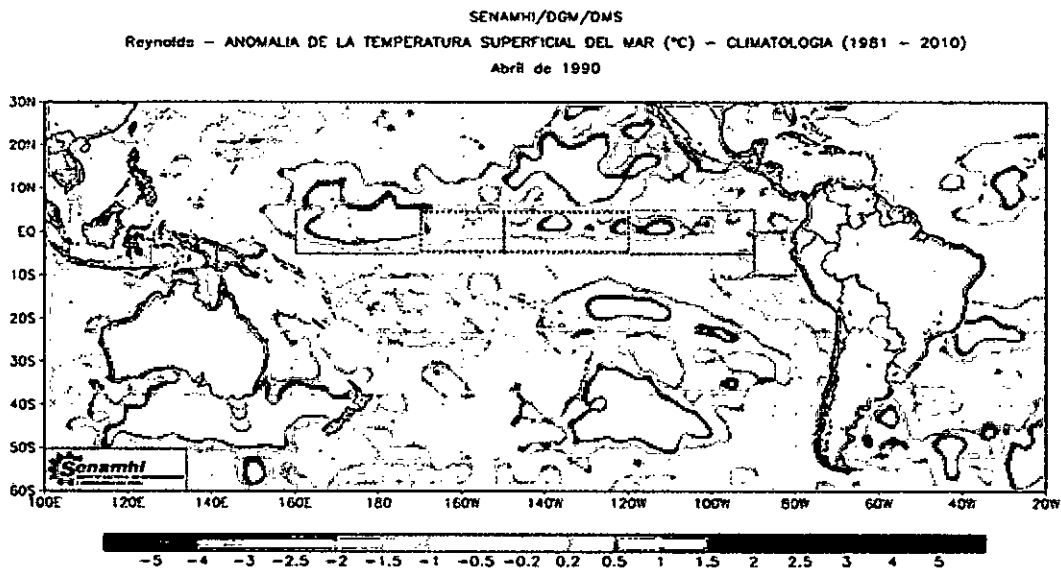 SENAMHI/DGM/DMS
Reynolds - ANOMALIA DE LA TEMPERATURA SUPERFICIAL DEL MAR (°C) - CLIMATOLOGIA (1981 - 2010)
Abril de 1990
30N
20N
10N
EQ
10S
20S
30S
40S
50S
60S
Senamhi
100E 120E 140E 160E 180 160W 140W 120W 100W 80W 60W 40W 20W
-5 -4 -3 -2.5 -2 -1.5 -1 -0.5 -0.2 0.2 0.5 1 1.5 2 2.5 3 4 5